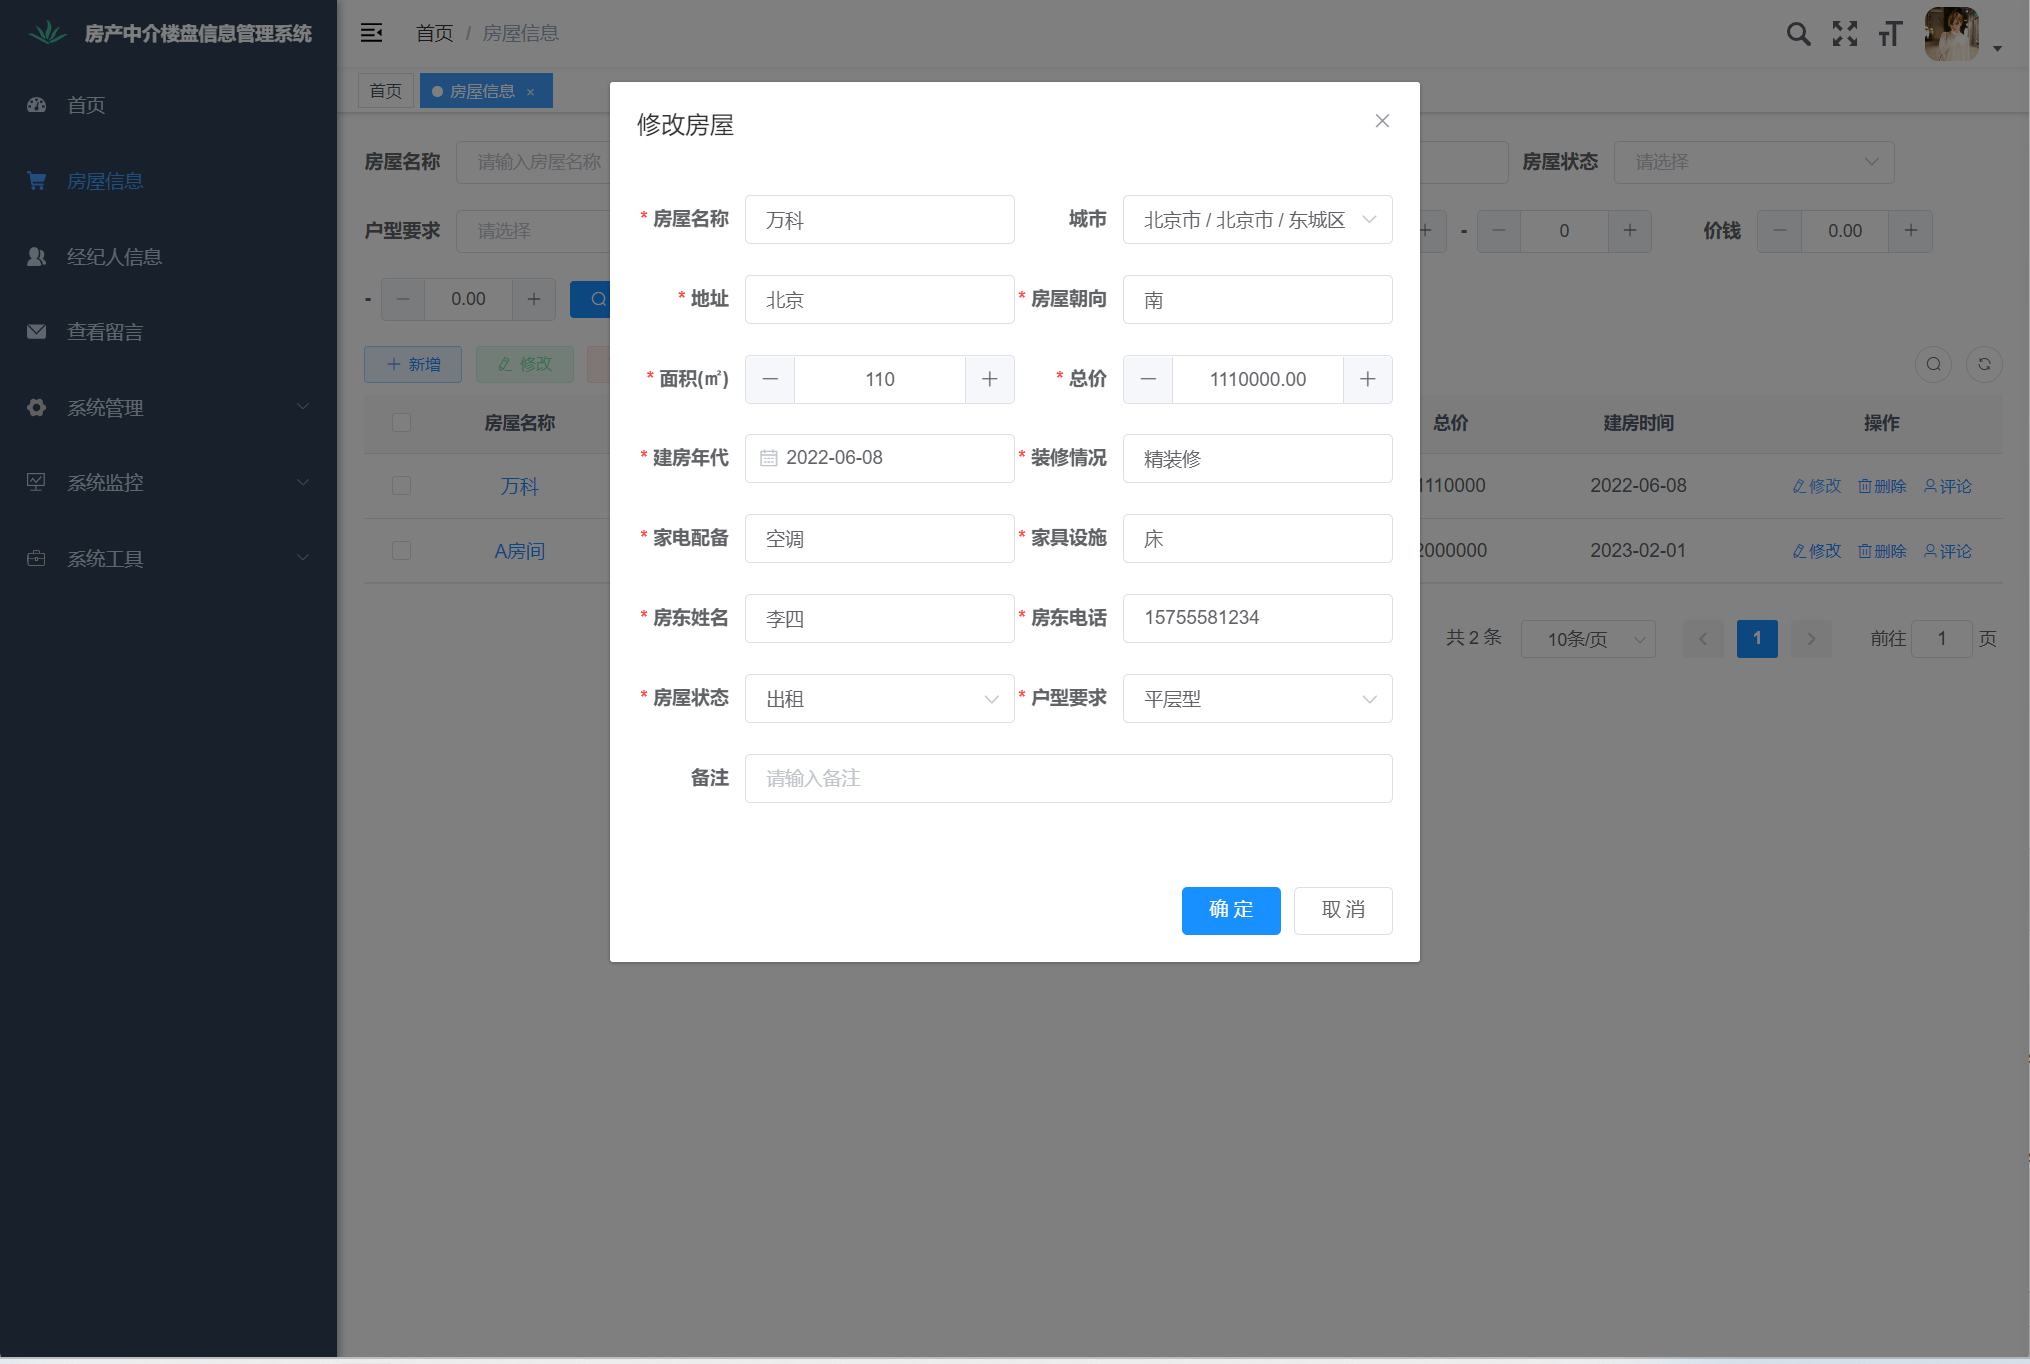 房产中介楼盘信息管理系统
首页
房屋信息
经纪人信息
查看留言
系统管理
系统监控
系统工具
首页 / 房屋信息
首页
房屋信息 ×
房屋名称 请输入房屋名称
房屋状态 请选择
户型要求 请选择
- 0
价钱 0.00
- 0.00
新增
修改
房屋名称 总价 建房时间 操作
万科 1110000 2022-06-08 修改 删除 评论
A房间 2000000 2023-02-01 修改 删除 评论
共 2 条 10条/页 1 前往 1 页
修改房屋
* 房屋名称 万科 城市 北京市 / 北京市 / 东城区
* 地址 北京 * 房屋朝向 南
* 面积(㎡) 110 * 总价 1110000.00
* 建房年代 2022-06-08 * 装修情况 精装修
* 家电配备 空调 * 家具设施 床
* 房东姓名 李四 * 房东电话 15755581234
* 房屋状态 出租 * 户型要求 平层型
备注 请输入备注
确 定 取 消